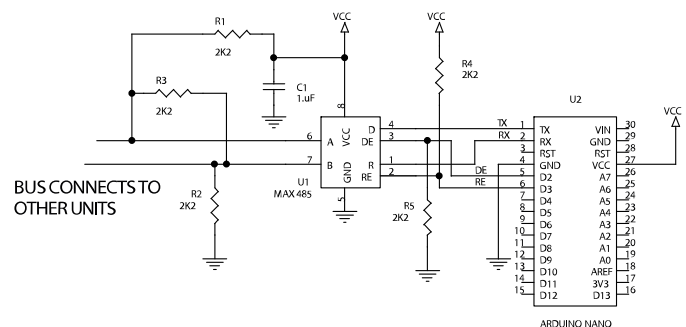 R1
2K2
R3
2K2
VCC
C1
1.uF
VCC
R4
2K2
U2
VCC
8
6 A VCC D 4
DE 3
7 B GND R 1
RE 2
5
U1
MAX 485
R2
2K2
R5
2K2
BUS CONNECTS TO
OTHER UNITS
TX
RX
DE
RE
1 TX VIN 30
2 RX GND 29
3 RST RST 28
4 GND VCC 27
5 D2 A7 26
6 D3 A6 25
7 D4 A5 24
8 D5 A4 23
9 D6 A3 22
10 D7 A2 21
11 D8 A1 20
12 D9 A0 19
13 D10 AREF 18
14 D11 3V3 17
15 D12 D13 16
ARDUINO NANO